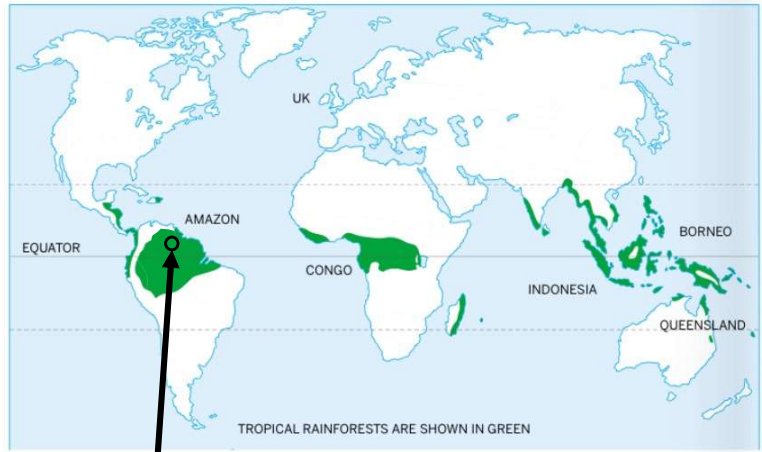 UK
AMAZON
BORNEO
EQUATOR
CONGO
INDONESIA
QUEENSLAND
TROPICAL RAINFORESTS ARE SHOWN IN GREEN